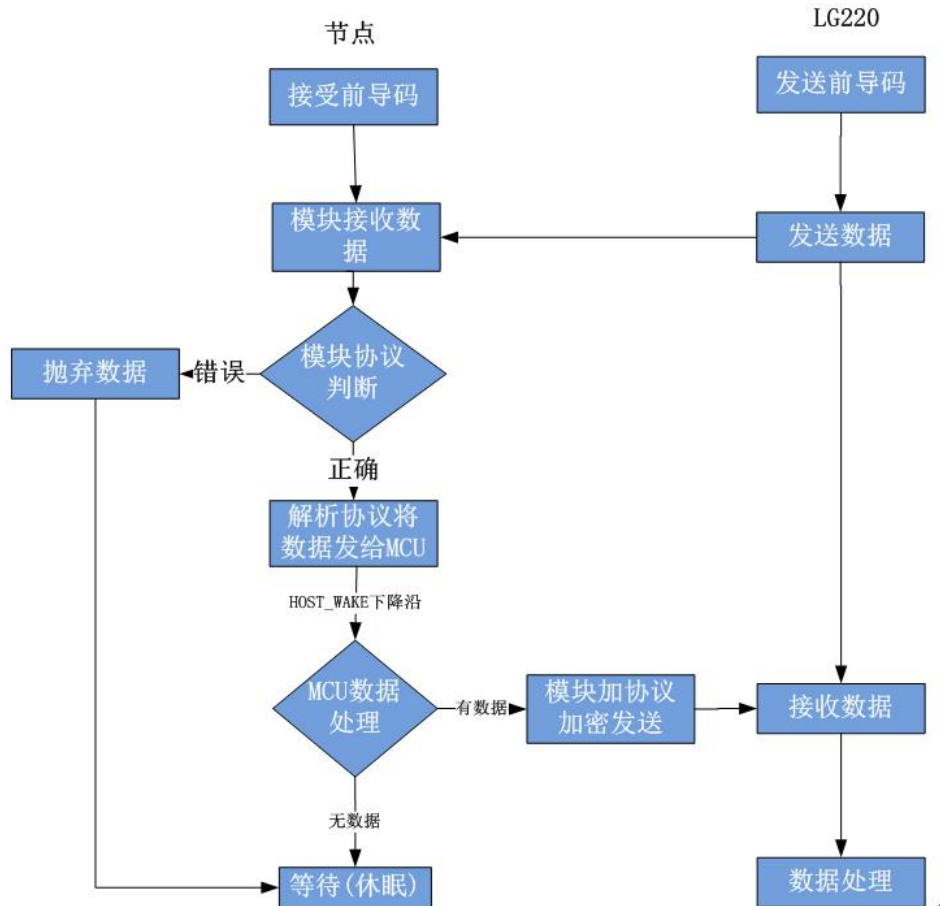 节点
LG220
接受前导码
发送前导码
模块接收数
据
发送数据
模块协议
判断
错误
抛弃数据
正确
解析协议将
数据发给MCU
HOST_WAKE下降沿
MCU数据
处理
有数据
模块加协议
加密发送
接收数据
无数据
等待(休眠)
数据处理